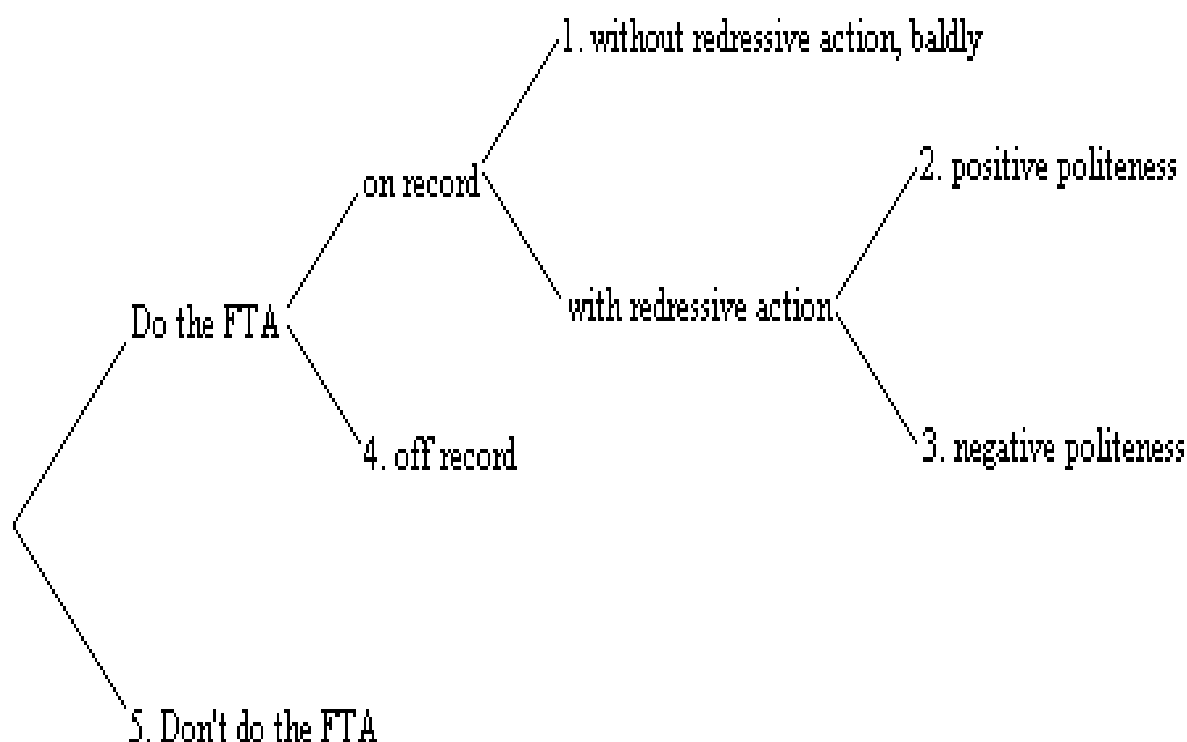 1. without redressive action, baldly
2. positive politeness
on record
with redressive action
Do the FTA
3. negative politeness
4. off record
5. Don't do the FTA